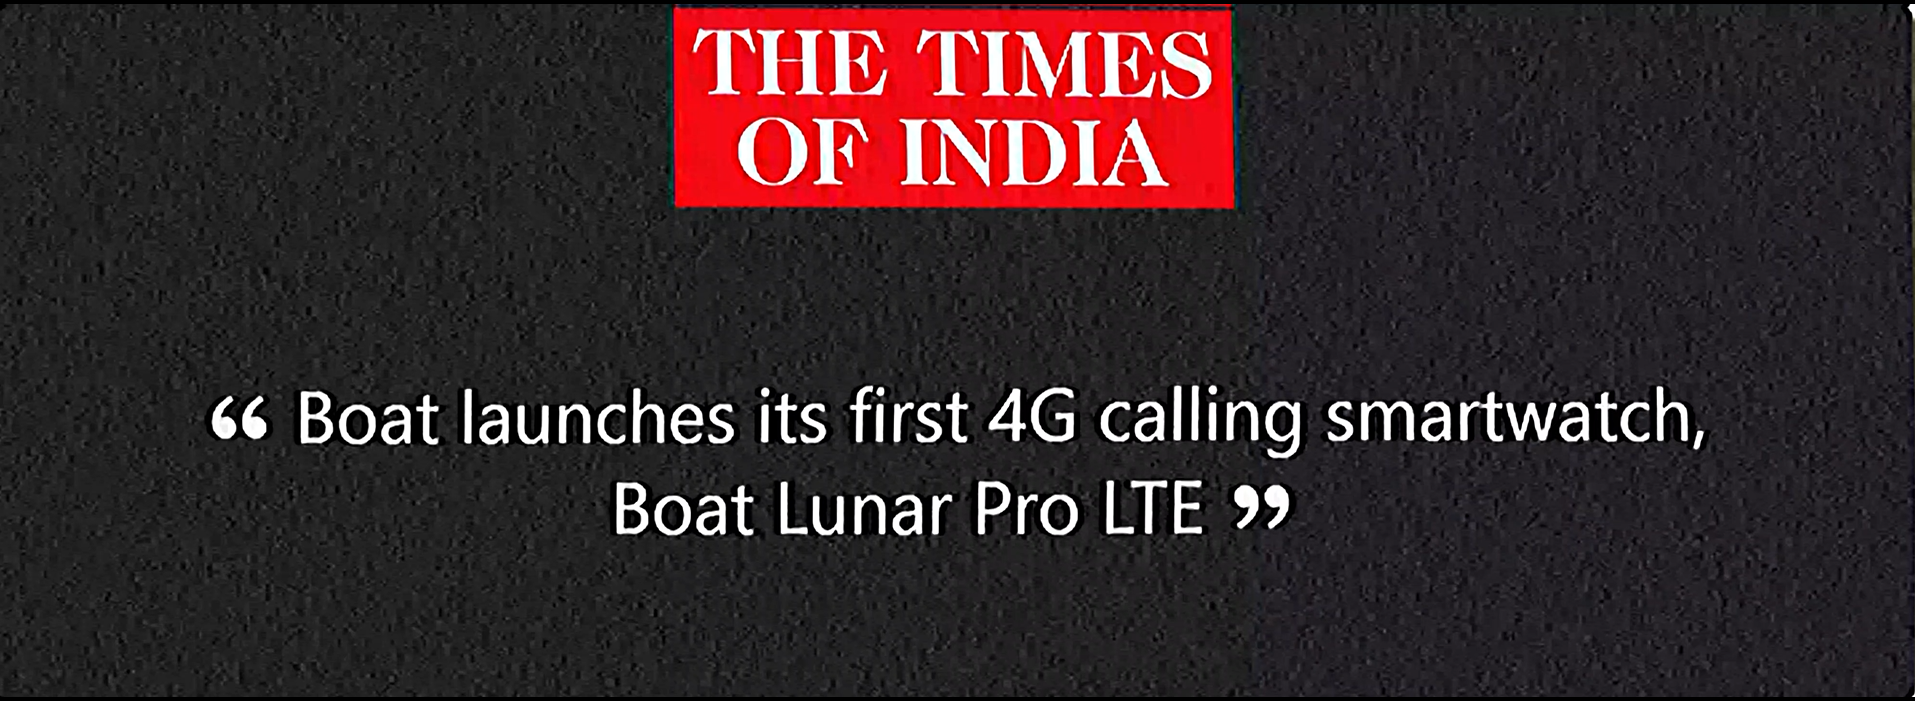 THE TIMES
OF INDIA
“ Boat launches its first 4G calling smartwatch,
Boat Lunar Pro LTE ”